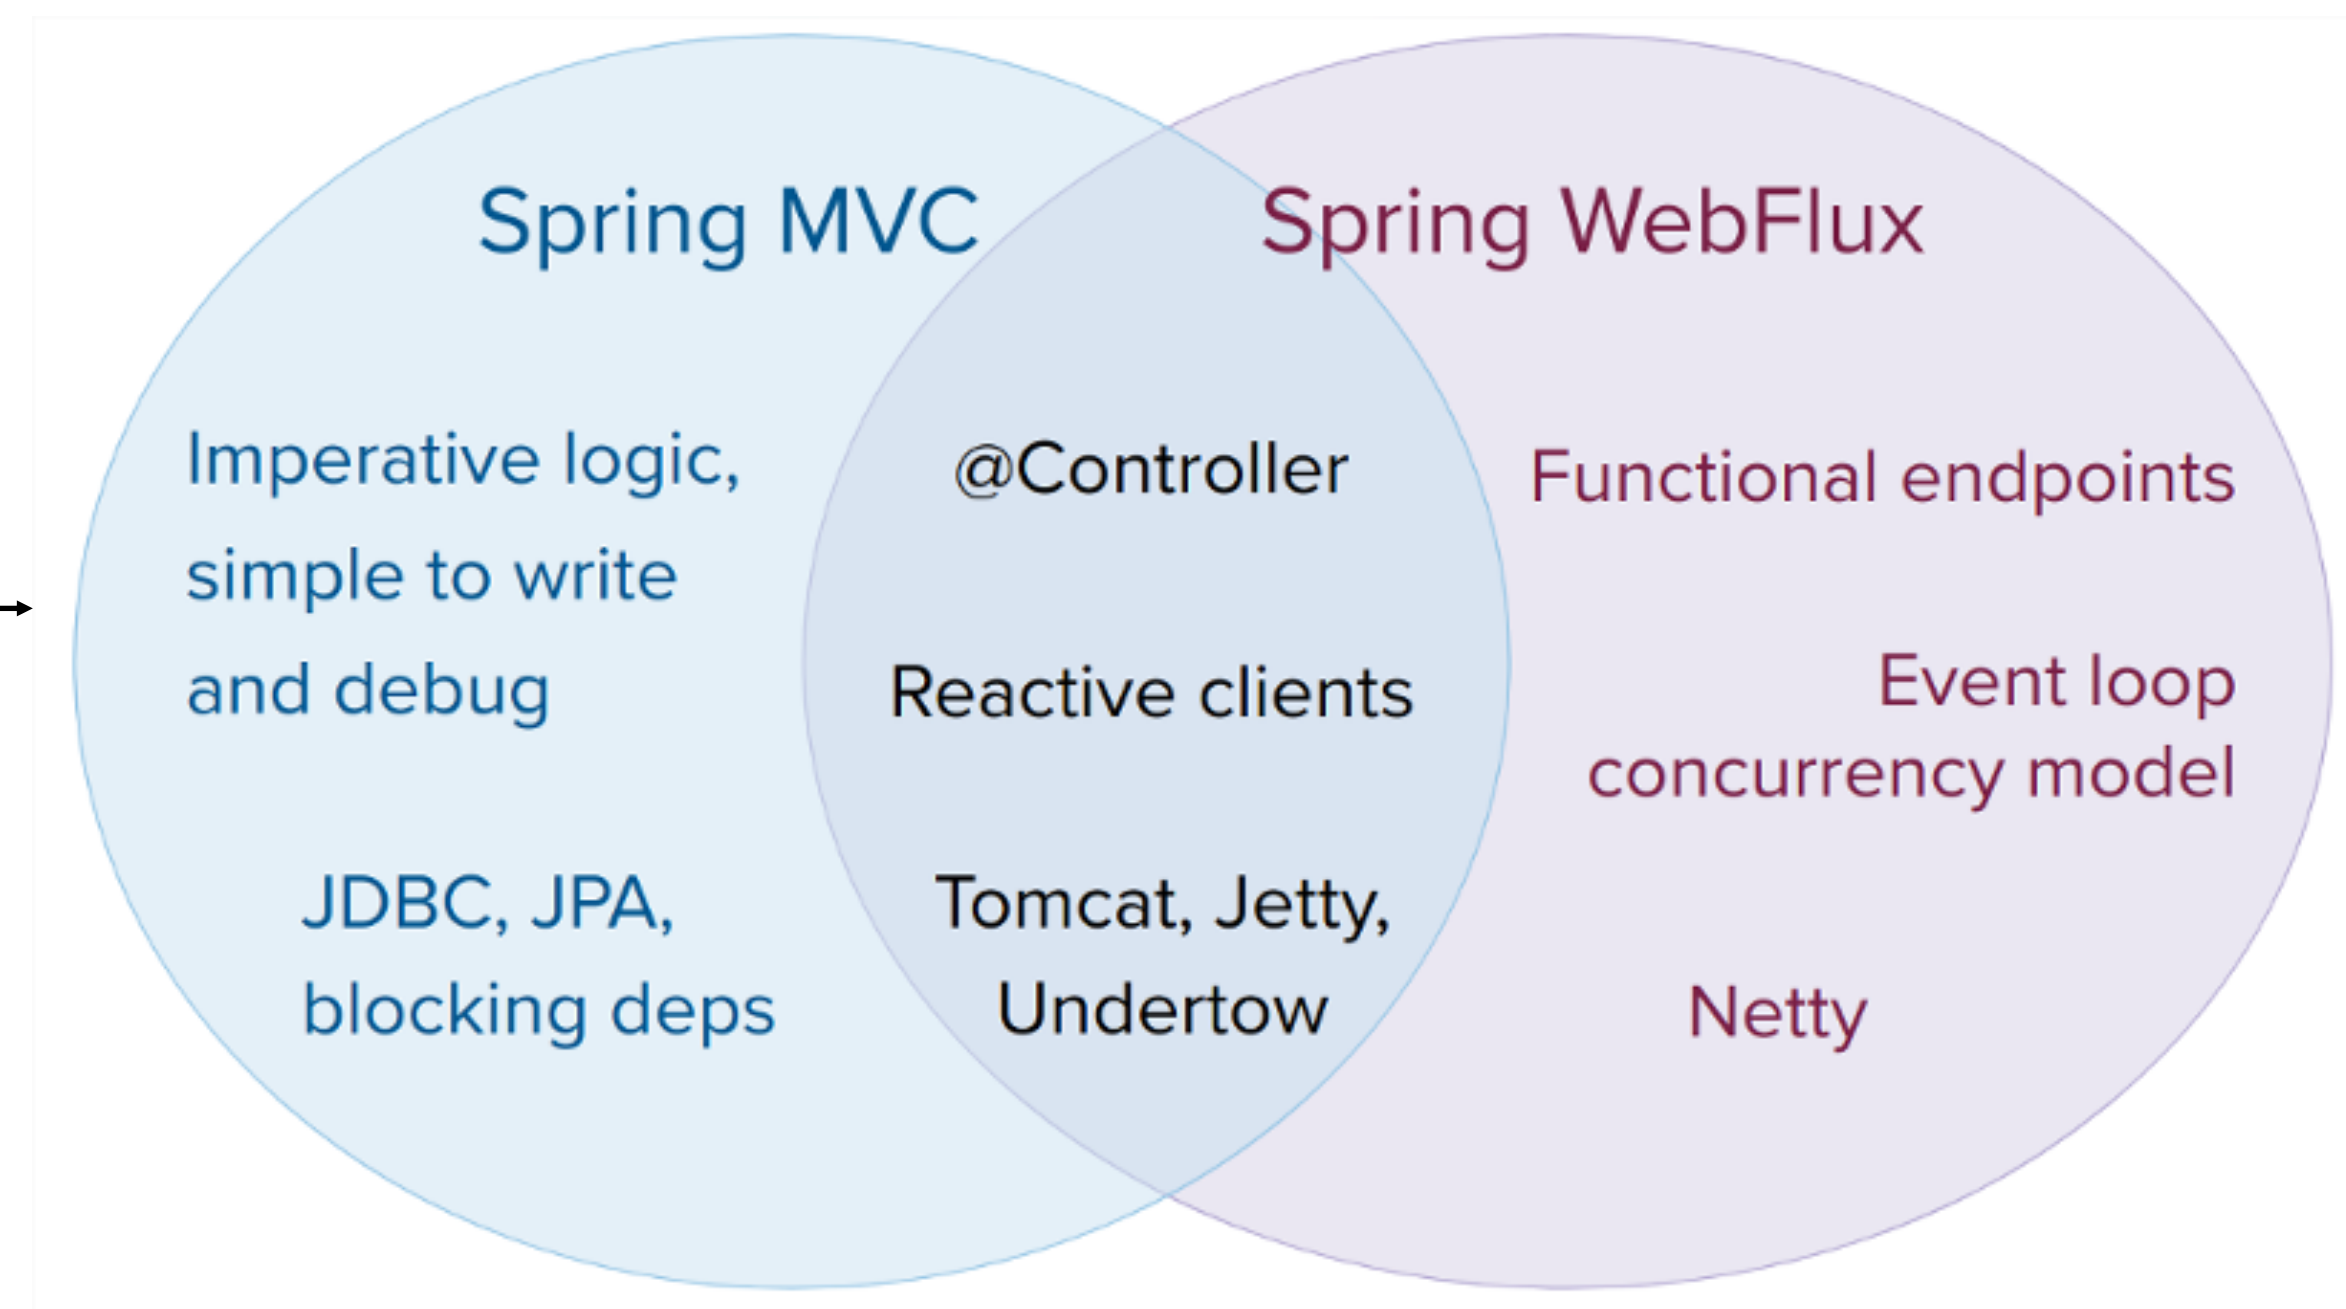 Spring MVC
Imperative logic,
simple to write
and debug
JDBC, JPA,
blocking deps
@Controller
Reactive clients
Tomcat, Jetty,
Undertow
Spring WebFlux
Functional endpoints
Event loop
concurrency model
Netty